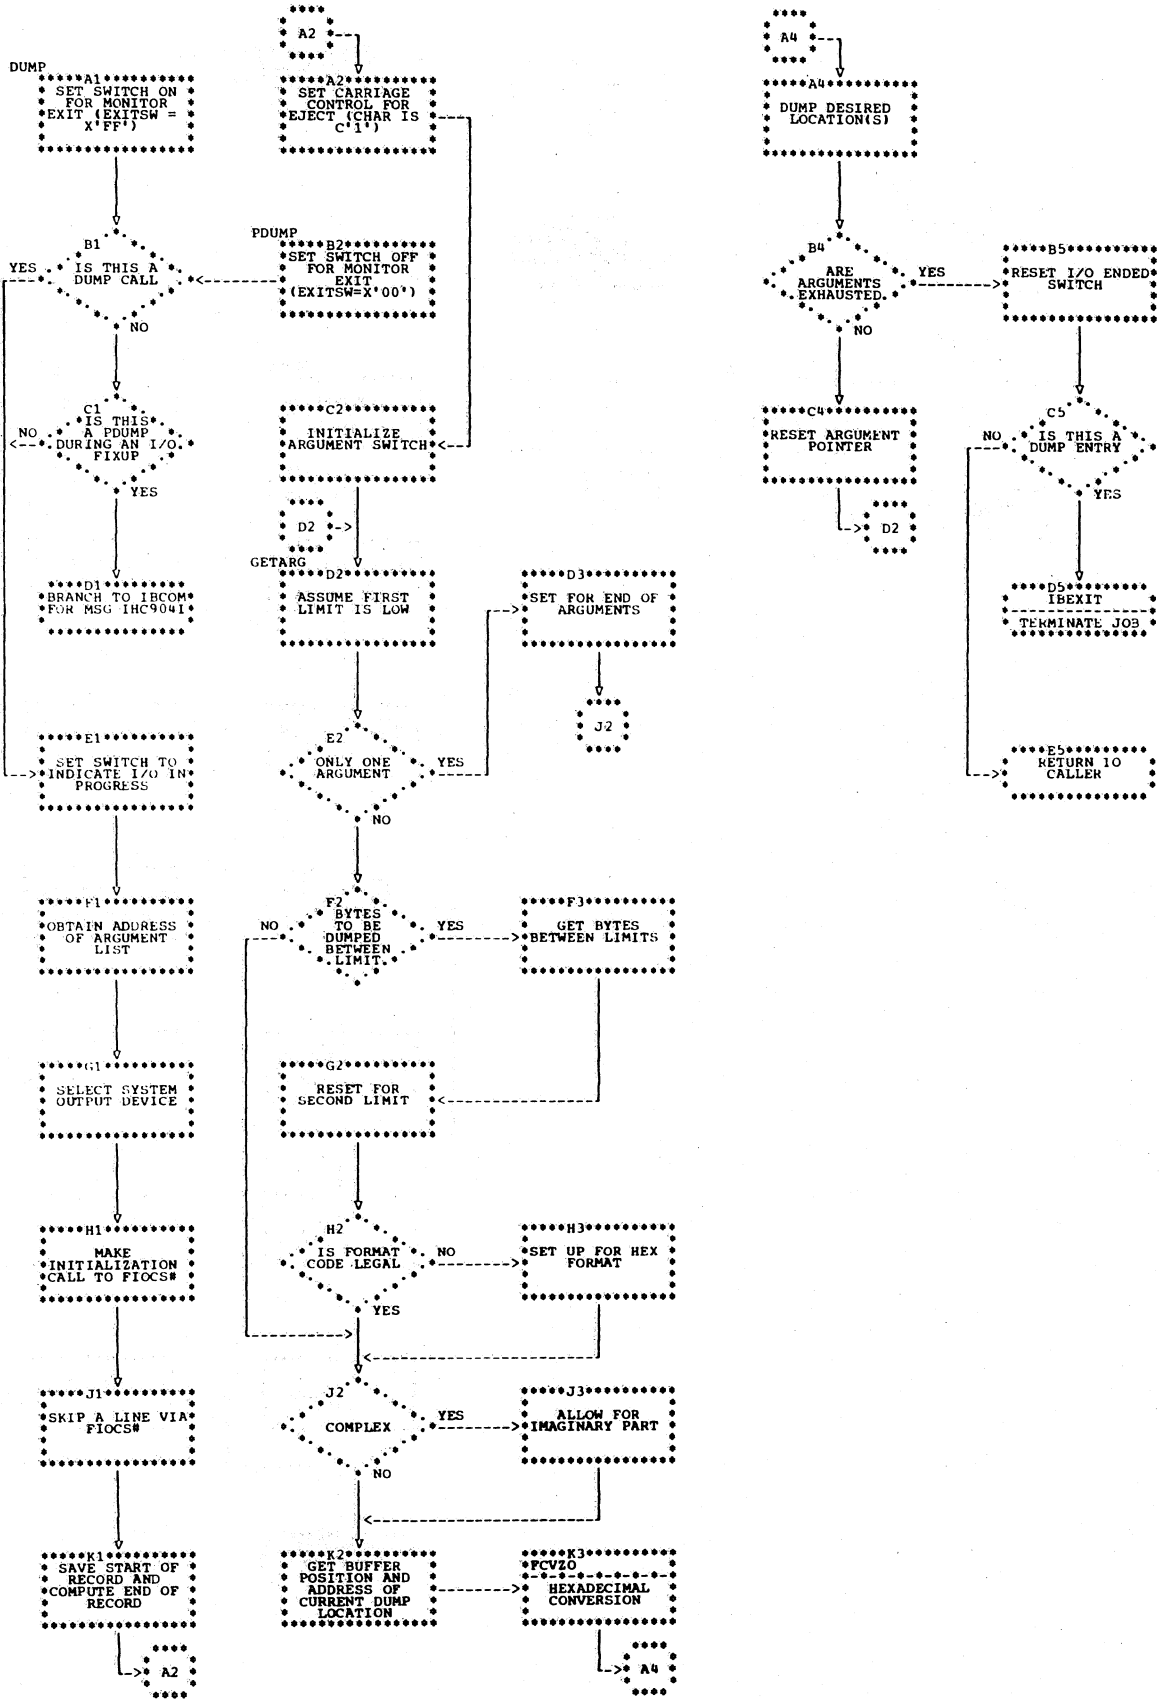 DUMP
A1
SET SWITCH ON
FOR MONITOR
EXIT (EXITSW =
X'FF')
B1
IS THIS A
DUMP CALL
YES
NO
C1
IS THIS
A PDUMP
DURING AN I/O
FIXUP
NO
YES
D1
BRANCH TO IBCOM
FOR MSG IHC904I
E1
SET SWITCH TO
INDICATE I/O IN
PROGRESS
F1
OBTAIN ADDRESS
OF ARGUMENT
LIST
G1
SELECT SYSTEM
OUTPUT DEVICE
H1
MAKE
INITIALIZATION
CALL TO FIOCS#
J1
SKIP A LINE VIA
FIOCS#
K1
SAVE START OF
RECORD AND
COMPUTE END OF
RECORD
A2
A2
A2
SET CARRIAGE
CONTROL FOR
EJECT (CHAR IS
C'1')
PDUMP
B2
SET SWITCH OFF
FOR MONITOR
EXIT
(EXITSW=X'00')
C2
INITIALIZE
ARGUMENT SWITCH
D2
GETARG
D2
ASSUME FIRST
LIMIT IS LOW
E2
ONLY ONE
ARGUMENT
YES
NO
F2
BYTES
TO BE
DUMPED
BETWEEN
LIMIT
NO
YES
G2
RESET FOR
SECOND LIMIT
H2
IS FORMAT
CODE LEGAL
NO
YES
J2
COMPLEX
YES
NO
K2
GET BUFFER
POSITION AND
ADDRESS OF
CURRENT DUMP
LOCATION
D3
SET FOR END OF
ARGUMENTS
J2
F3
GET BYTES
BETWEEN LIMITS
H3
SET UP FOR HEX
FORMAT
J3
ALLOW FOR
IMAGINARY PART
K3
FCVZO
HEXADECIMAL
CONVERSION
A4
A4
A4
DUMP DESIRED
LOCATION(S)
B4
ARE
ARGUMENTS
EXHAUSTED
YES
NO
C4
RESET ARGUMENT
POINTER
D2
B5
RESET I/O ENDED
SWITCH
C5
IS THIS A
DUMP ENTRY
NO
YES
D5
IBEXIT
TERMINATE JOB
E5
RETURN TO
CALLER